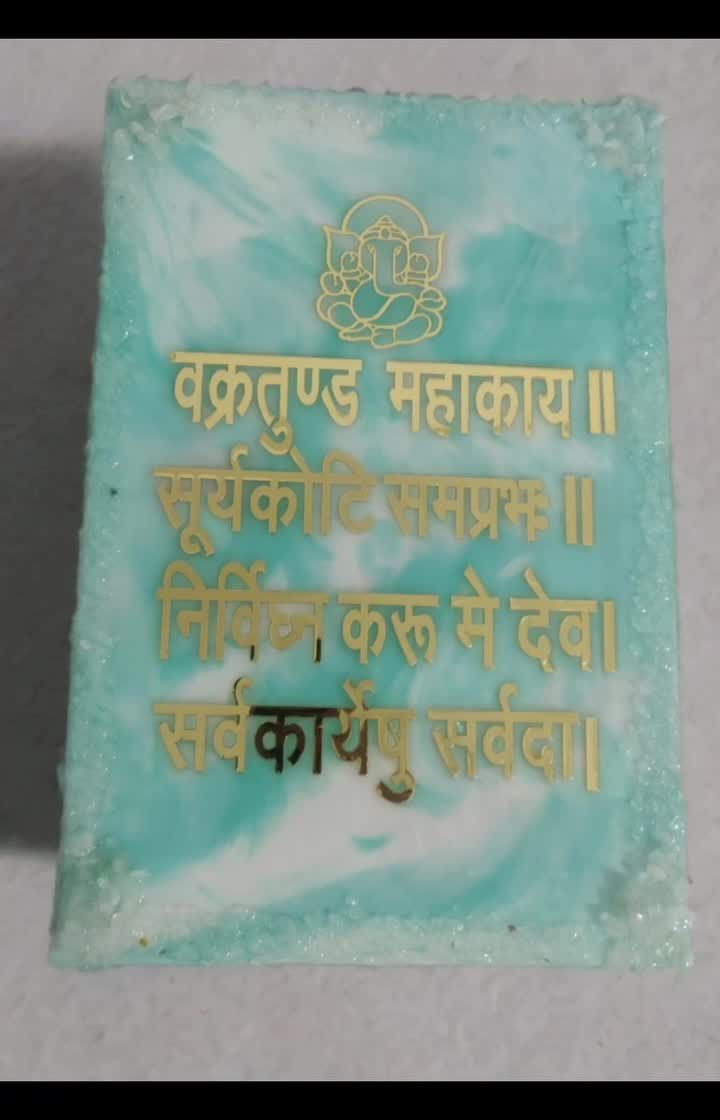 वक्रतुण्ड महाकाय ॥
सूर्यकोटि समप्रभः ॥
निर्विघ्न करू मे देव।
सर्वकार्येषु सर्वदा।